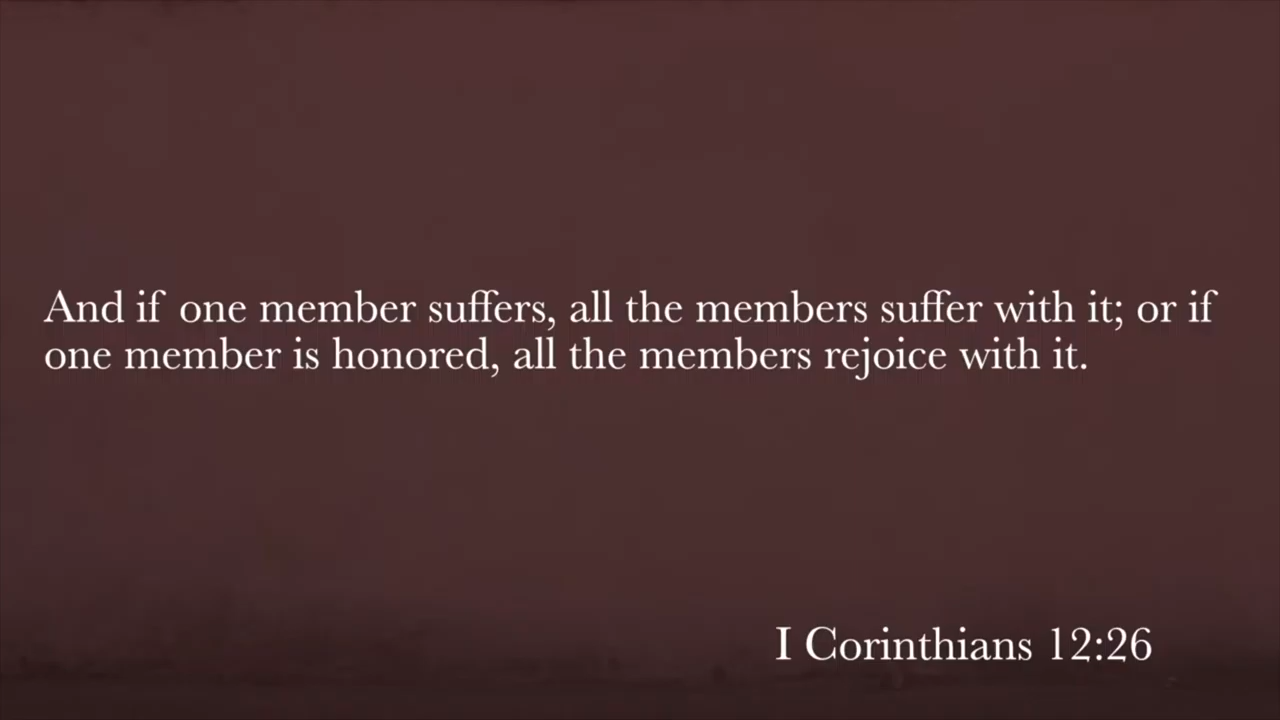 And if one member suffers, all the members suffer with it; or if
one member is honored, all the members rejoice with it.
I Corinthians 12:26